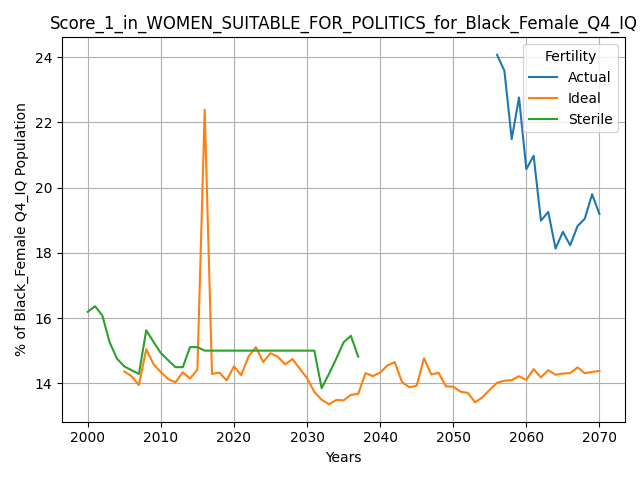 Score_1_in_WOMEN_SUITABLE_FOR_POLITICS_for_Black_Female_Q4_IQ
Fertility
Actual
Ideal
Sterile
% of Black_Female Q4_IQ Population
24
22
20
18
16
14
2000 2010 2020 2030 2040 2050 2060 2070
Years